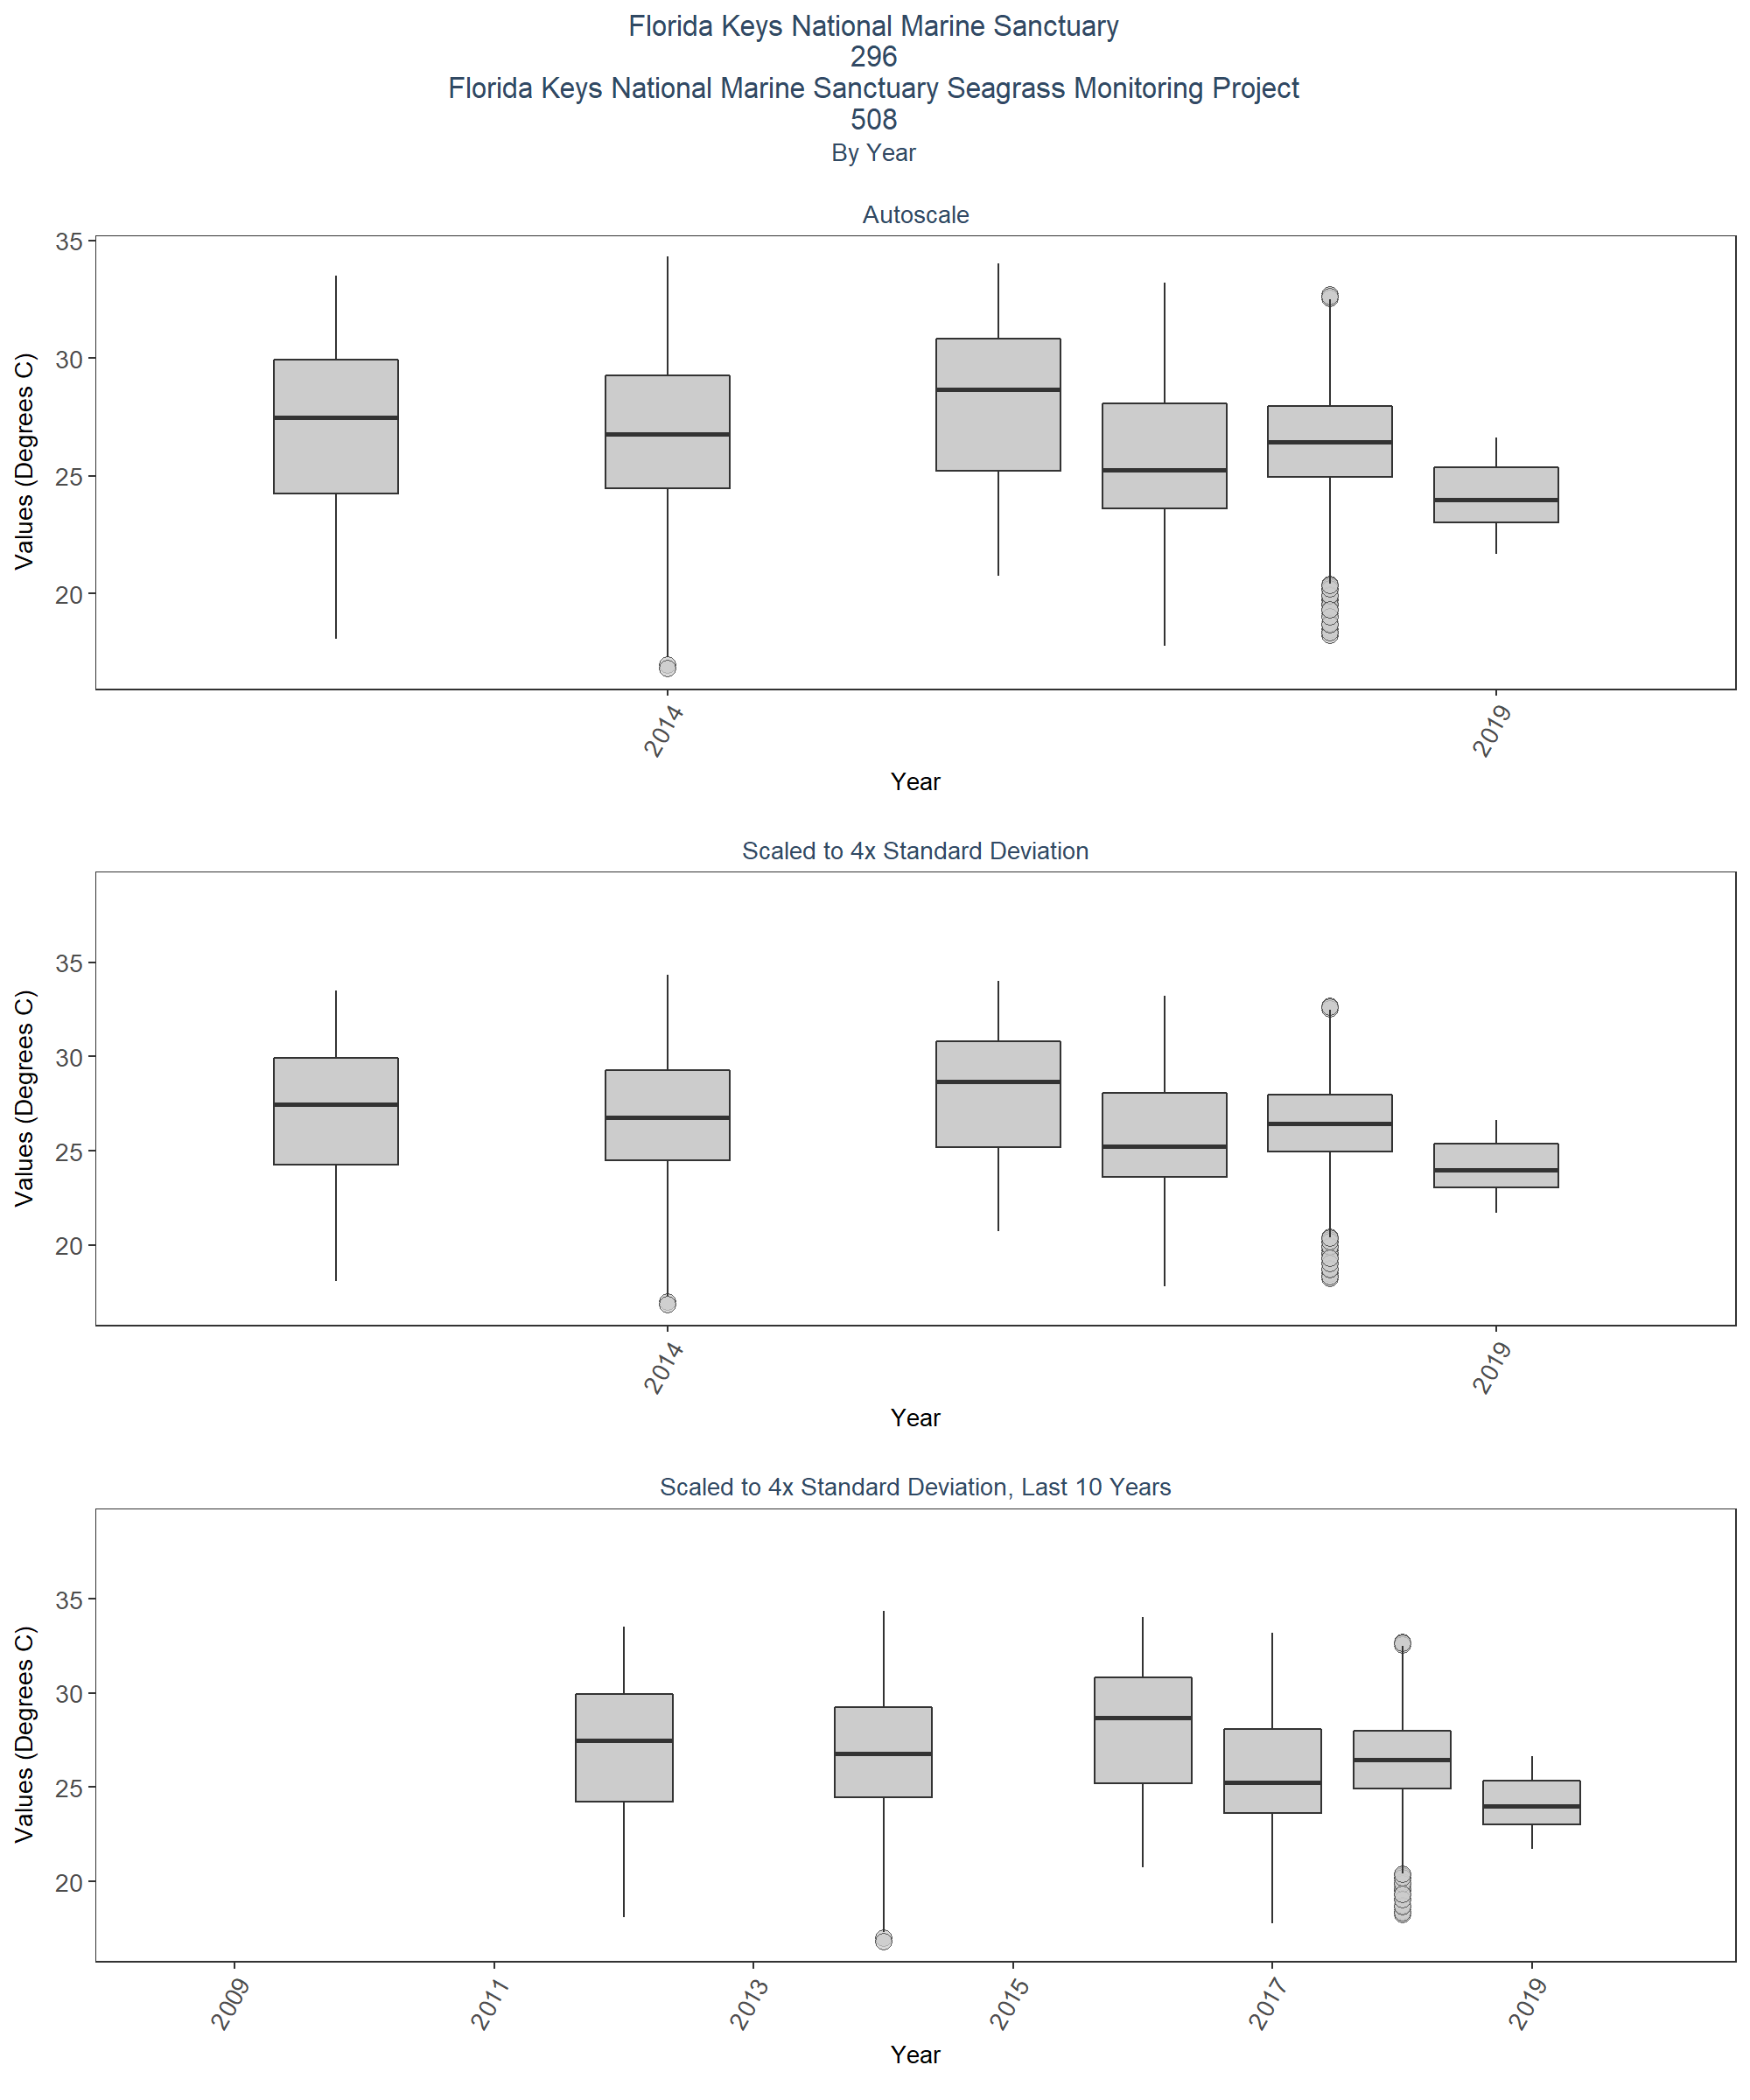 Florida Keys National Marine Sanctuary
296
Florida Keys National Marine Sanctuary Seagrass Monitoring Project
508
By Year
Autoscale
35
30
25
20
Values (Degrees C)
2014
2019
Year
Scaled to 4x Standard Deviation
35
30
25
20
Values (Degrees C)
2014
2019
Year
Scaled to 4x Standard Deviation, Last 10 Years
35
30
25
20
Values (Degrees C)
2009
2011
2013
2015
2017
2019
Year